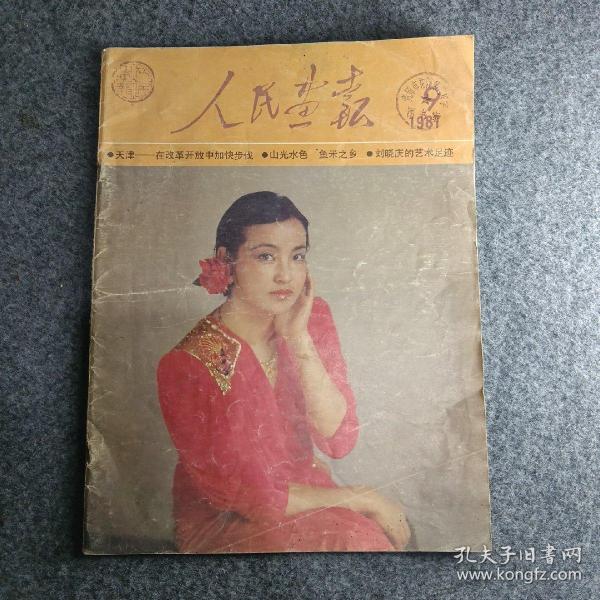 人民画报
9
1987
●天津——在改革开放中加快步伐 ●山光水色“鱼米之乡 ●刘晓庆的艺术足迹
孔夫子旧书网
www.kongfz.com